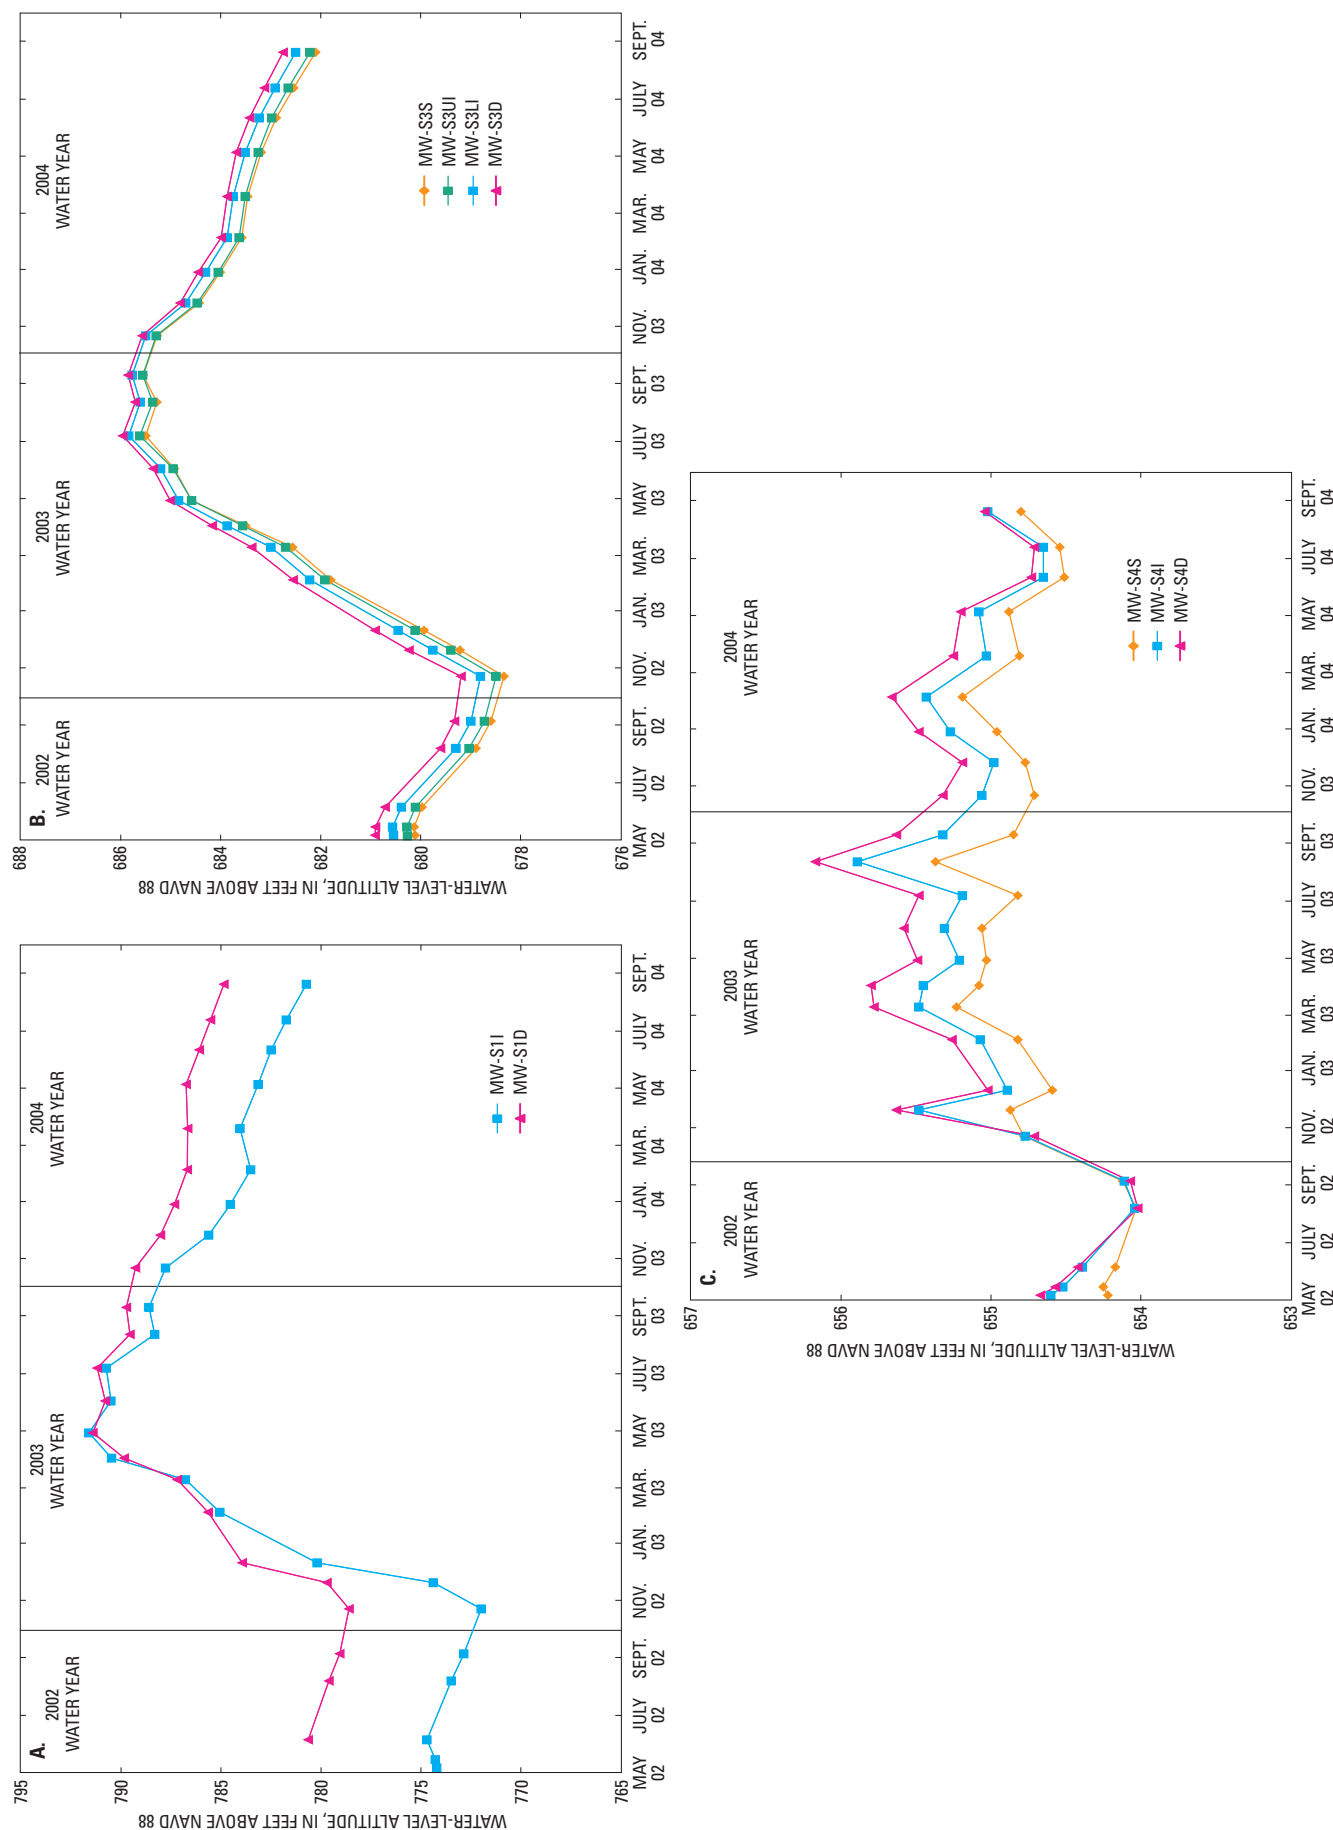 A.
795
790
785
780
775
770
765
WATER-LEVEL ALTITUDE, IN FEET ABOVE NAVD 88
2002
WATER YEAR
2003
WATER YEAR
2004
WATER YEAR
MW-S1I
MW-S1D
MAY JULY SEPT. NOV. JAN. MAR. MAY JULY SEPT. NOV. JAN. MAR. MAY JULY SEPT.
02 02 02 02 03 03 03 03 03 03 04 04 04 04 04
B.
688
686
684
682
680
678
676
WATER-LEVEL ALTITUDE, IN FEET ABOVE NAVD 88
2002
WATER YEAR
2003
WATER YEAR
2004
WATER YEAR
MW-S3S
MW-S3UI
MW-S3LI
MW-S3D
MAY JULY SEPT. NOV. JAN. MAR. MAY JULY SEPT. NOV. JAN. MAR. MAY JULY SEPT.
02 02 02 02 03 03 03 03 03 03 04 04 04 04 04
C.
657
656
655
654
653
WATER-LEVEL ALTITUDE, IN FEET ABOVE NAVD 88
2002
WATER YEAR
2003
WATER YEAR
2004
WATER YEAR
MW-S4S
MW-S4I
MW-S4D
MAY JULY SEPT. NOV. JAN. MAR. MAY JULY SEPT. NOV. JAN. MAR. MAY JULY SEPT.
02 02 02 02 03 03 03 03 03 03 04 04 04 04 04